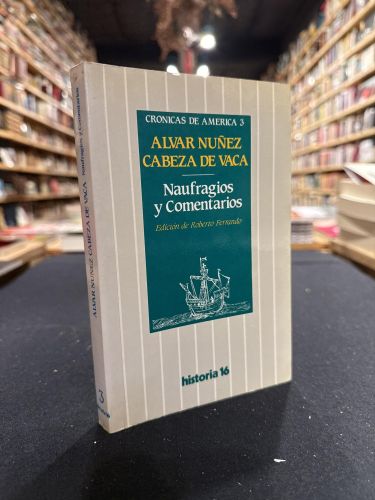 CRONICAS DE AMERICA 3
ALVAR NUÑEZ
CABEZA DE VACA
Naufragios
y Comentarios
Edición de Roberto Ferrando
historia 16
ALVAR NUÑEZ CABEZA DE VACA Naufragios y Comentarios
3